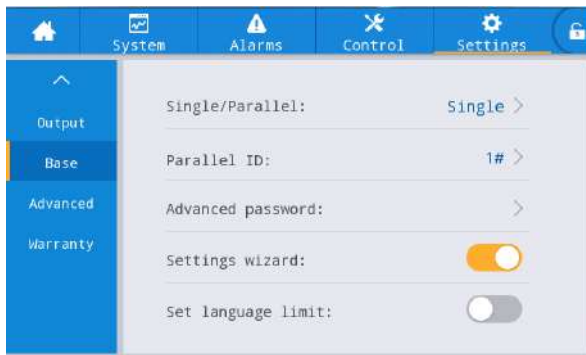 System
Alarms
Control
Settings
Output
Base
Advanced
Warranty
Single/Parallel: Single >
Parallel ID: 1# >
Advanced password: >
Settings wizard:
Set language limit: